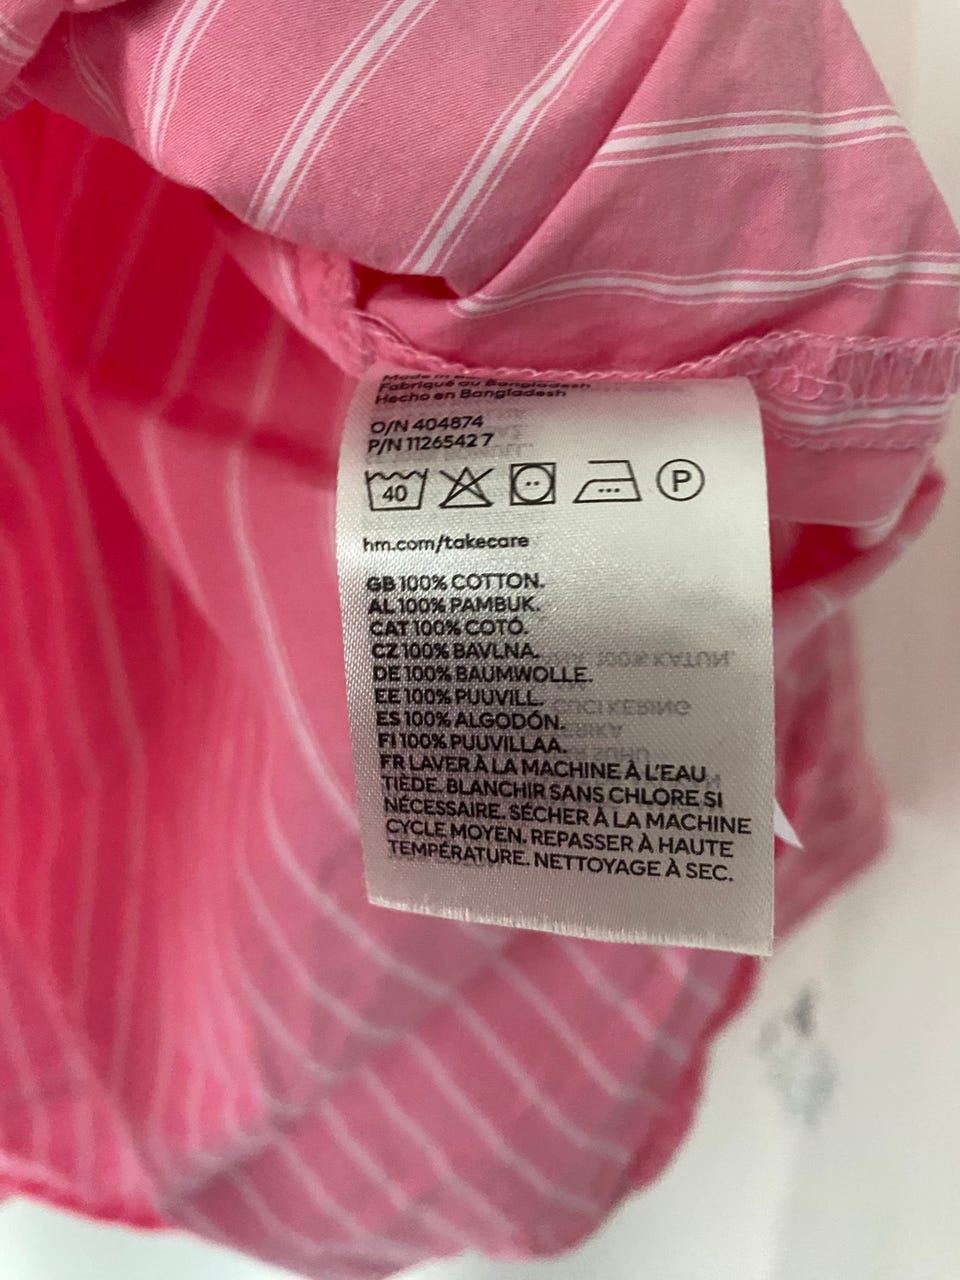 Made in
Fabriqué au Bangladesh
Hecho en Bangladesh
O/N 404874
P/N 11265427
40
P
hm.com/takecare
GB 100% COTTON.
AL 100% PAMBUK.
CAT 100% COTÓ.
CZ 100% BAVLNA.
DE 100% BAUMWOLLE.
EE 100% PUUVILL.
ES 100% ALGODÓN.
FI 100% PUUVILLAA.
FR LAVER À LA MACHINE À L'EAU
TIÈDE. BLANCHIR SANS CHLORE SI
NÉCESSAIRE. SÉCHER À LA MACHINE
CYCLE MOYEN. REPASSER À HAUTE
TEMPÉRATURE. NETTOYAGE À SEC.